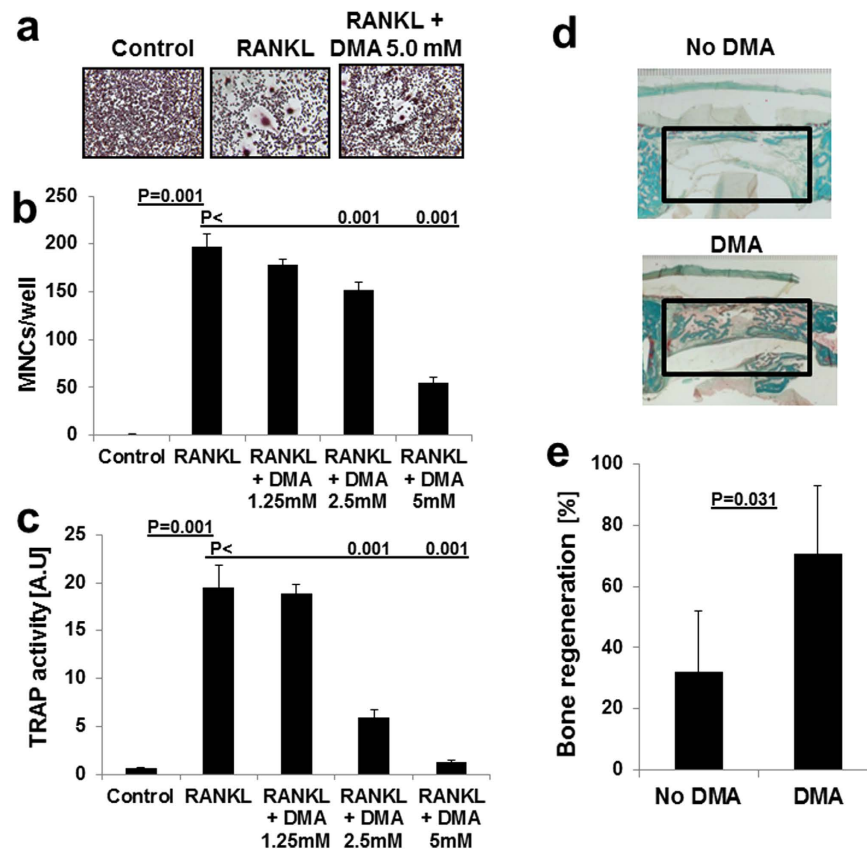 a
Control
RANKL
RANKL +
DMA 5.0 mM
b
P=0.001
P<
0.001
0.001
MNCs/well
250
200
150
100
50
0
Control
RANKL
RANKL
+ DMA
1.25mM
RANKL
+ DMA
2.5mM
RANKL
+ DMA
5mM
c
P=0.001
P<
0.001
0.001
TRAP activity [A.U]
25
20
15
10
5
0
Control
RANKL
RANKL
+ DMA
1.25mM
RANKL
+ DMA
2.5mM
RANKL
+ DMA
5mM
d
No DMA
DMA
e
P=0.031
Bone regeneration [%]
100
80
60
40
20
0
No DMA
DMA